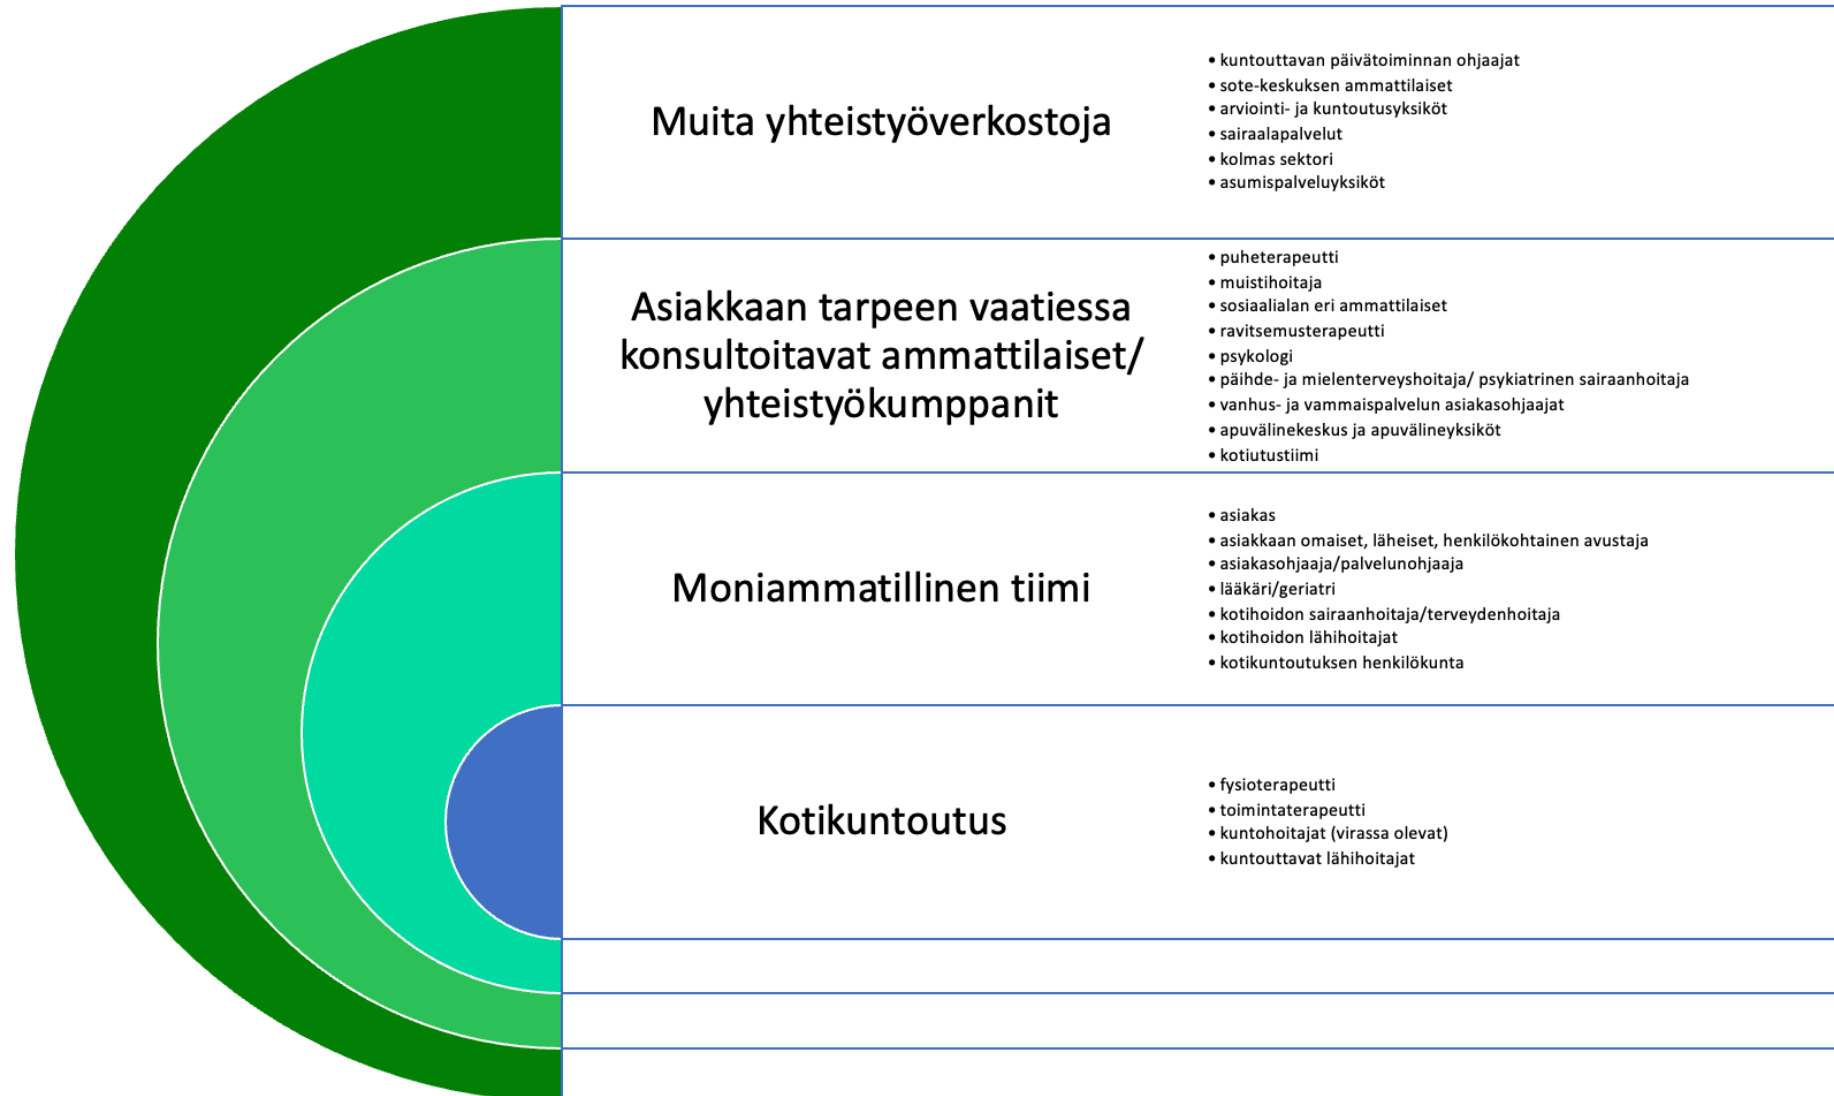 Muita yhteistyöverkostoja
• kuntouttavan päivätoiminnan ohjaajat
• sote-keskuksen ammattilaiset
• arviointi- ja kuntoutusyksiköt
• sairaalapalvelut
• kolmas sektori
• asumispalveluyksiköt
Asiakkaan tarpeen vaatiessa
konsultoitavat ammattilaiset/
yhteistyökumppanit
• puheterapeutti
• muistihoitaja
• sosiaalialan eri ammattilaiset
• ravitsemusterapeutti
• psykologi
• päihde- ja mielenterveyshoitaja/ psykiatrinen sairaanhoitaja
• vanhus- ja vammaispalvelun asiakasohjaajat
• apuvälinekeskus ja apuvälineyksiköt
• kotiutustiimi
Moniammatillinen tiimi
• asiakas
• asiakkaan omaiset, läheiset, henkilökohtainen avustaja
• asiakasohjaaja/palvelunohjaaja
• lääkäri/geriatri
• kotihoidon sairaanhoitaja/terveydenhoitaja
• kotihoidon lähihoitajat
• kotikuntoutuksen henkilökunta
Kotikuntoutus
• fysioterapeutti
• toimintaterapeutti
• kuntohoitajat (virassa olevat)
• kuntouttavat lähihoitajat